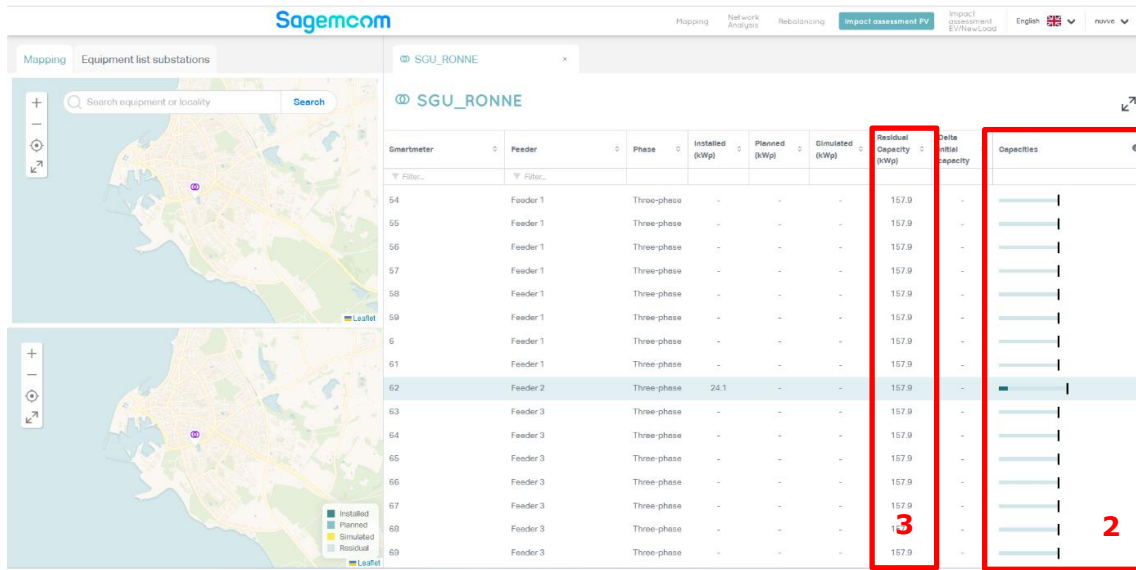 Sagemcom
Mapping Network Analysis Rebalancing Impact assessment PV Impact assessment EV/NewLoad English nuvve
Mapping Equipment list substations
SGU_RONNE ×
+
−
Search equipment or locality Search
SGU_RONNE
Smartmeter Feeder Phase Installed (kWp) Planned (kWp) Simulated (kWp) Residual Capacity (kWp) Delta initial capacity Capacities
Filter... Filter...
54 Feeder 1 Three-phase - - - 157.9 -
55 Feeder 1 Three-phase - - - 157.9 -
56 Feeder 1 Three-phase - - - 157.9 -
57 Feeder 1 Three-phase - - - 157.9 -
58 Feeder 1 Three-phase - - - 157.9 -
59 Feeder 1 Three-phase - - - 157.9 -
6 Feeder 1 Three-phase - - - 157.9 -
61 Feeder 1 Three-phase - - - 157.9 -
62 Feeder 2 Three-phase 24.1 - - 157.9 -
63 Feeder 3 Three-phase - - - 157.9 -
64 Feeder 3 Three-phase - - - 157.9 -
65 Feeder 3 Three-phase - - - 157.9 -
66 Feeder 3 Three-phase - - - 157.9 -
67 Feeder 3 Three-phase - - - 157.9 -
68 Feeder 3 Three-phase - - - -
69 Feeder 3 Three-phase - - - 157.9 -
3
2
Leaflet
+
−
Installed
Planned
Simulated
Residual
Leaflet